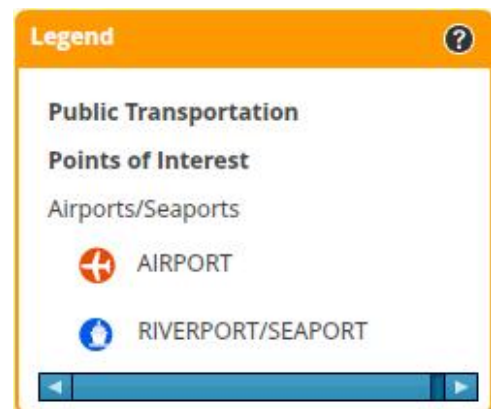 Legend ?
Public Transportation
Points of Interest
Airports/Seaports
AIRPORT
RIVERPORT/SEAPORT